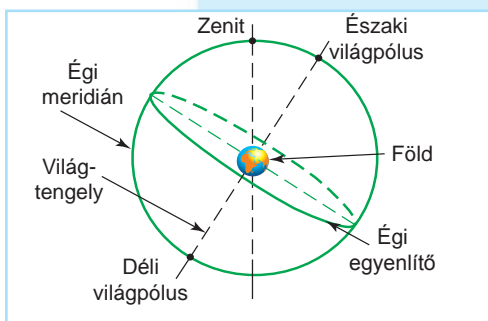 Zenit
Északi
világpólus
Égi
meridián
Föld
Világ-
tengely
Égi
egyenlítő
Déli
világpólus